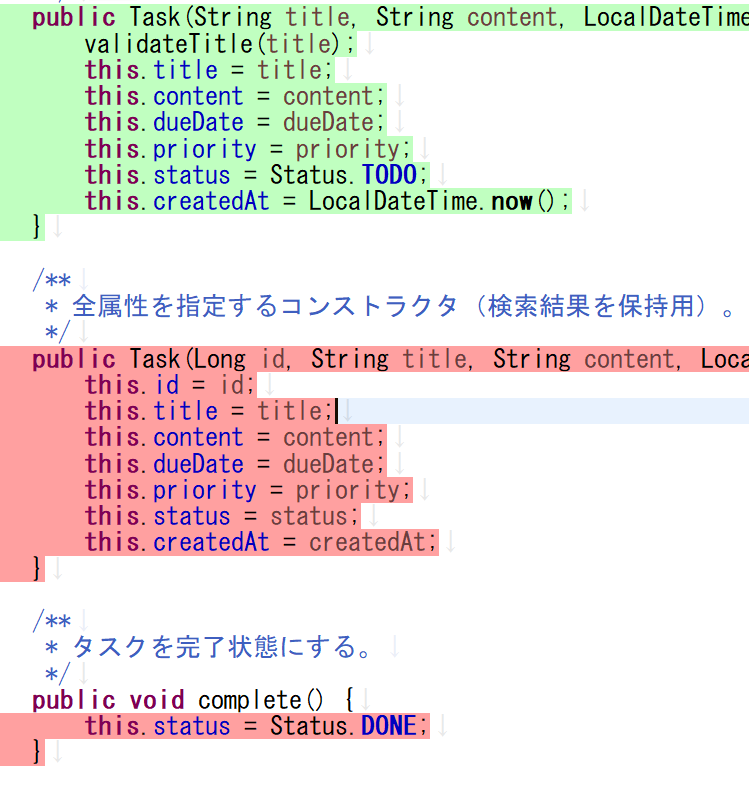 public Task(String title, String content, LocalDateTime
validateTitle(title);↓
this.title = title;↓
this.content = content;↓
this.dueDate = dueDate;↓
this.priority = priority;↓
this.status = Status.TODO;↓
this.createdAt = LocalDateTime.now();↓
}↓
/**↓
* 全属性を指定するコンストラクタ（検索結果を保持用）。
*/↓
public Task(Long id, String title, String content, Loca
this.id = id;↓
this.title = title;↓
this.content = content;↓
this.dueDate = dueDate;↓
this.priority = priority;↓
this.status = status;↓
this.createdAt = createdAt;↓
}↓
/**↓
* タスクを完了状態にする。↓
*/↓
public void complete() {↓
this.status = Status.DONE;↓
}↓